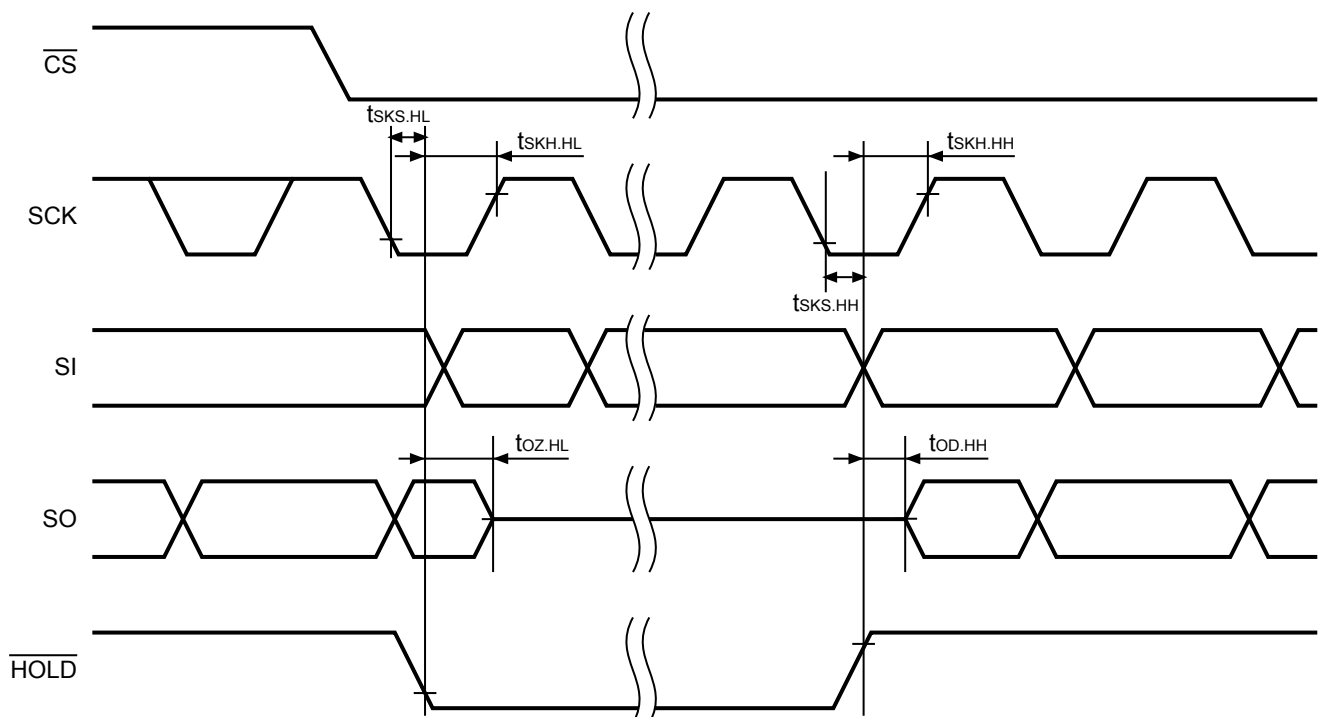 CS
tSKS.HL
tSKH.HL
tSKH.HH
SCK
tSKS.HH
SI
tOZ.HL
tOD.HH
SO
HOLD